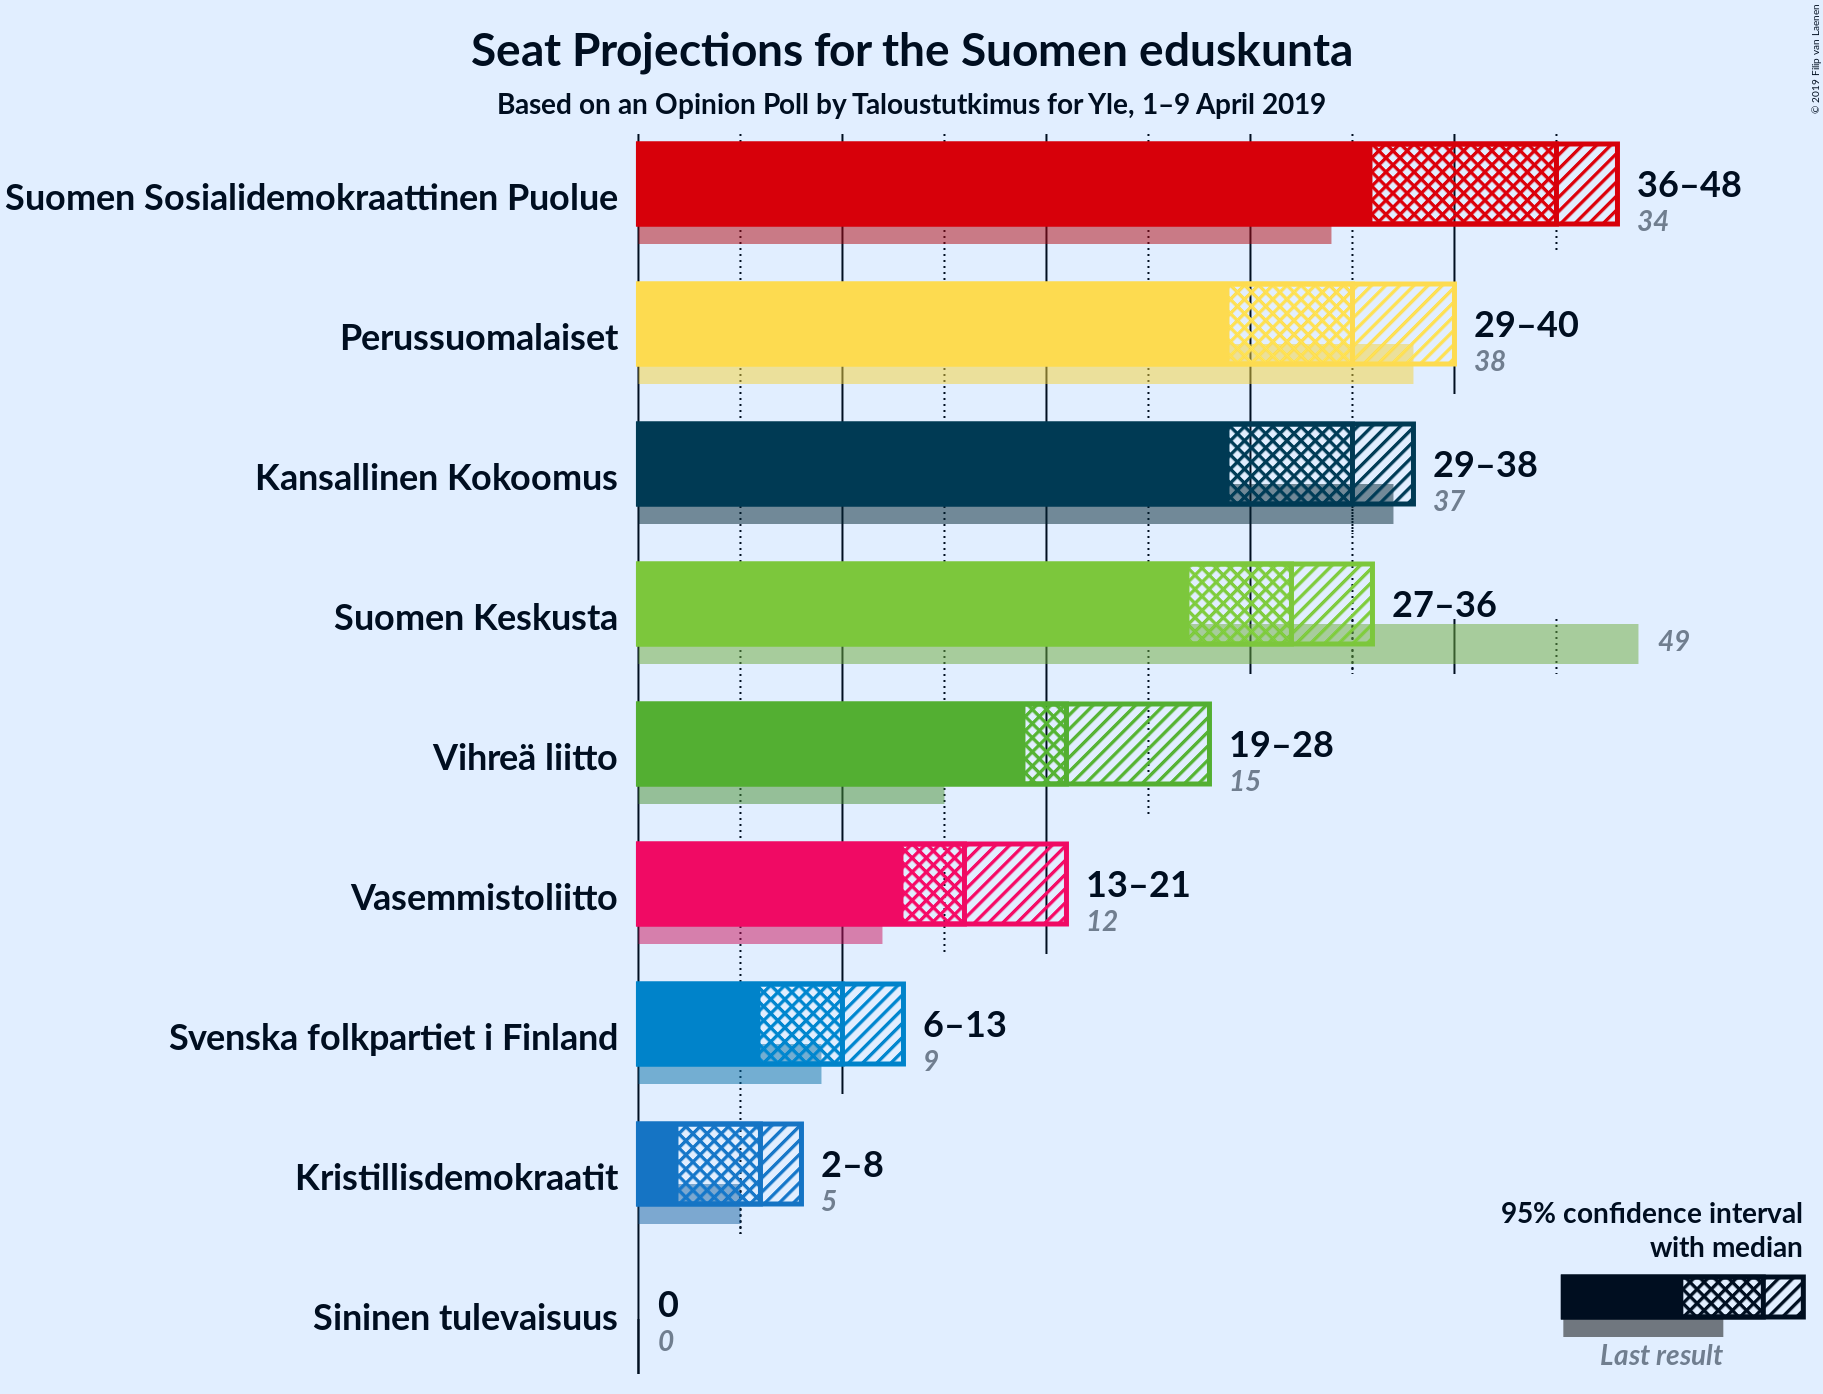 Seat Projections for the Suomen eduskunta
Based on an Opinion Poll by Taloustutkimus for Yle, 1–9 April 2019
© 2019 Filip van Laenen
Suomen Sosialidemokraattinen Puolue
36–48
34
Perussuomalaiset
29–40
38
Kansallinen Kokoomus
29–38
37
Suomen Keskusta
27–36
49
Vihreä liitto
19–28
15
Vasemmistoliitto
13–21
12
Svenska folkpartiet i Finland
6–13
9
Kristillisdemokraatit
2–8
5
Sininen tulevaisuus
0
0
95% confidence interval
with median
Last result